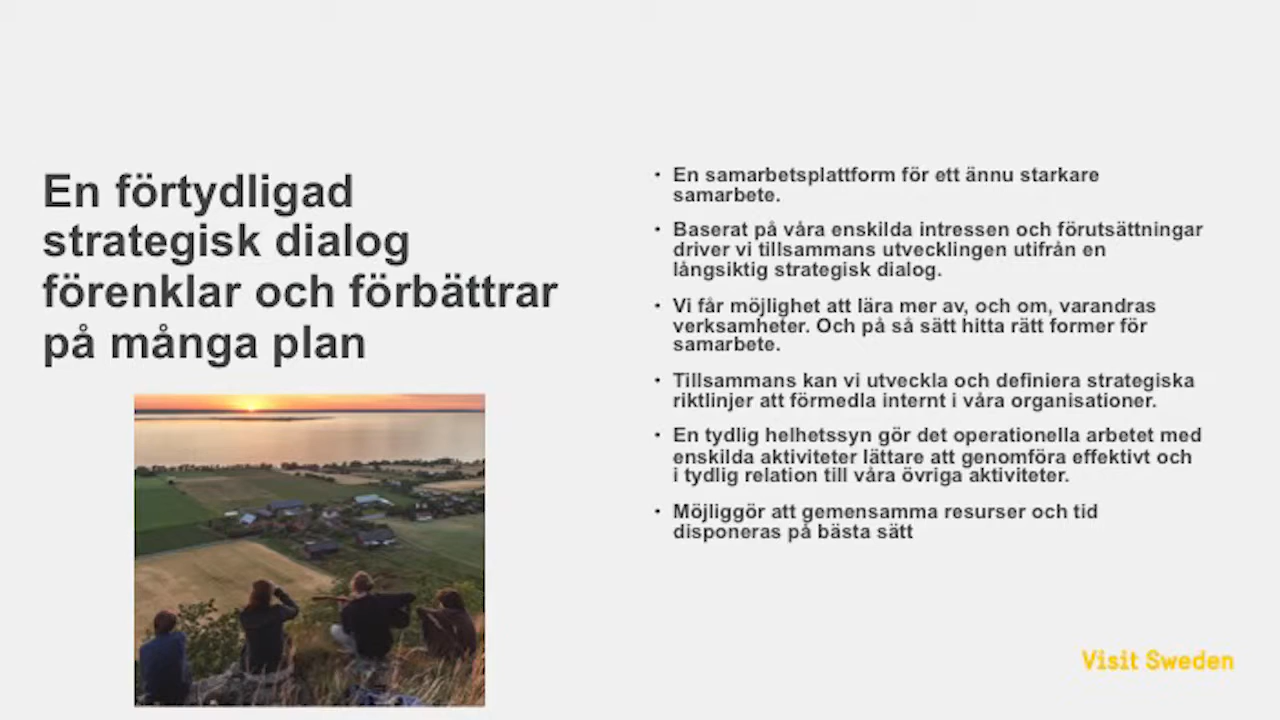 En förtydligad
strategisk dialog
förenklar och förbättrar
på många plan
• En samarbetsplattform för ett ännu starkare
samarbete.
• Baserat på våra enskilda intressen och förutsättningar
driver vi tillsammans utvecklingen utifrån en
långsiktig strategisk dialog.
• Vi får möjlighet att lära mer av, och om, varandras
verksamheter. Och på så sätt hitta rätt former för
samarbete.
• Tillsammans kan vi utveckla och definiera strategiska
riktlinjer att förmedla internt i våra organisationer.
• En tydlig helhetssyn gör det operationella arbetet med
enskilda aktiviteter lättare att genomföra effektivt och
i tydlig relation till våra övriga aktiviteter.
• Möjliggör att gemensamma resurser och tid
disponeras på bästa sätt
Visit Sweden